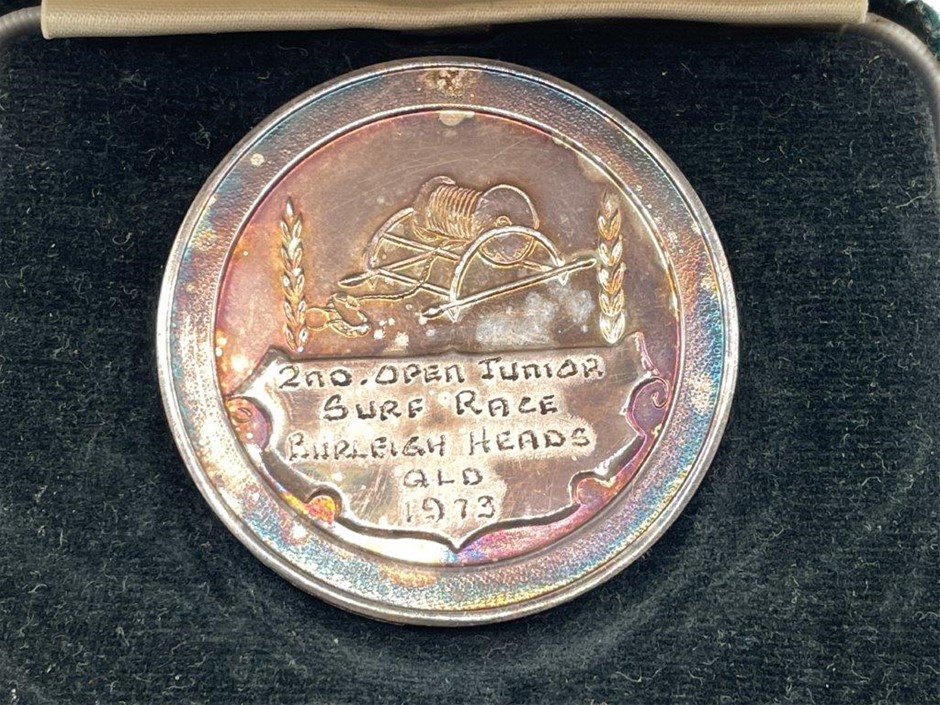 2ND. OPEN JUNIOR
SURF RACE
BURLEIGH HEADS
QLD
1973